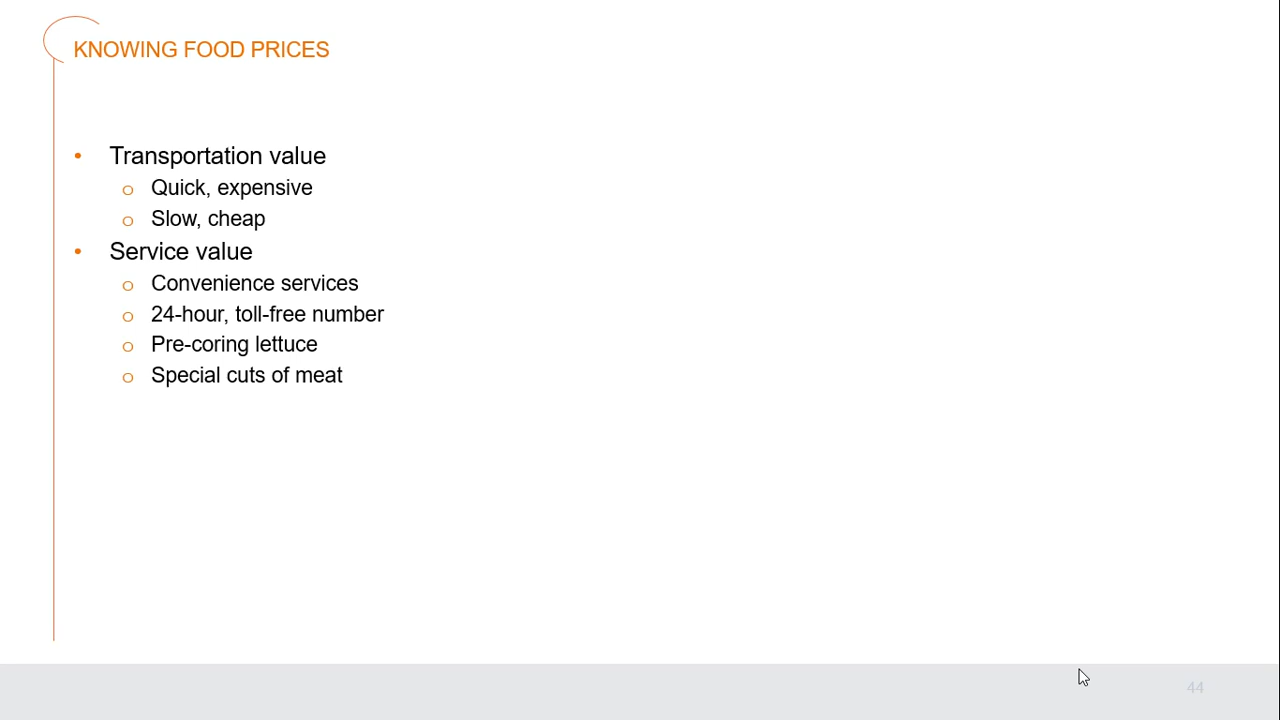 KNOWING FOOD PRICES
• Transportation value
o Quick, expensive
o Slow, cheap
• Service value
o Convenience services
o 24-hour, toll-free number
o Pre-coring lettuce
o Special cuts of meat
44